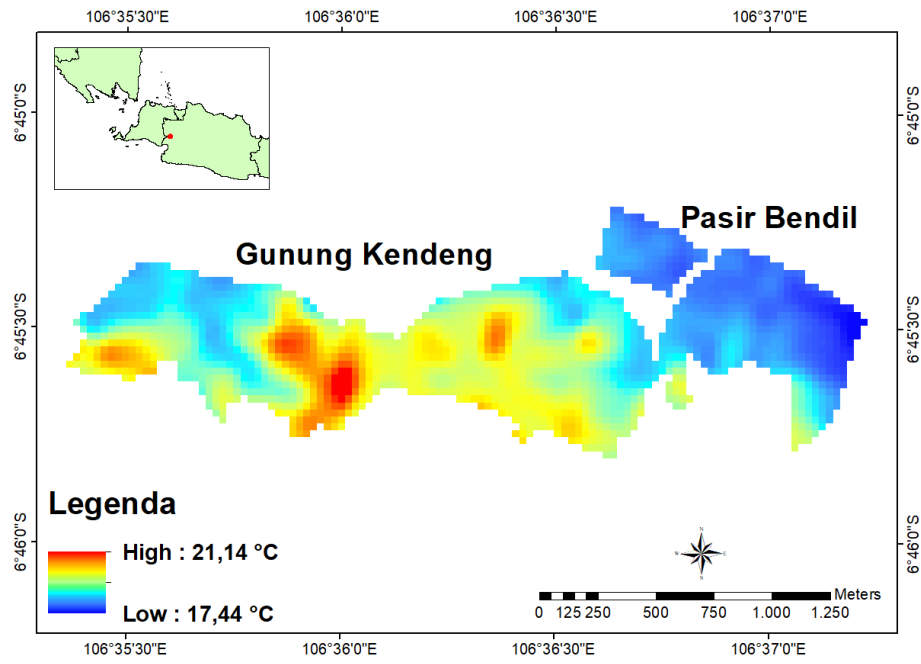 106°35'30"E 106°36'0"E 106°36'30"E 106°37'0"E
6°45'0"S 6°45'0"S
Pasir Bendil
Gunung Kendeng
6°45'30"S 6°45'30"S
Legenda
High : 21,14 °C
Low : 17,44 °C
6°46'0"S 6°46'0"S
N
W E
S
Meters
0 125 250 500 750 1.000 1.250
106°35'30"E 106°36'0"E 106°36'30"E 106°37'0"E